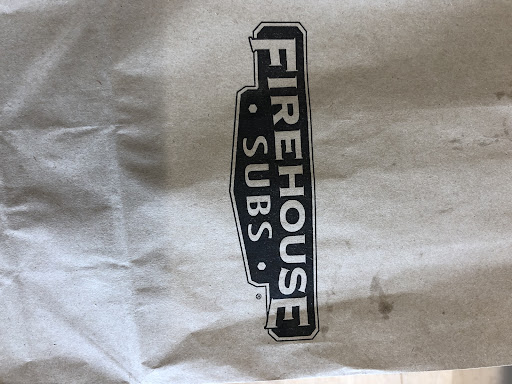 FIREHOUSE
• SUBS •
®